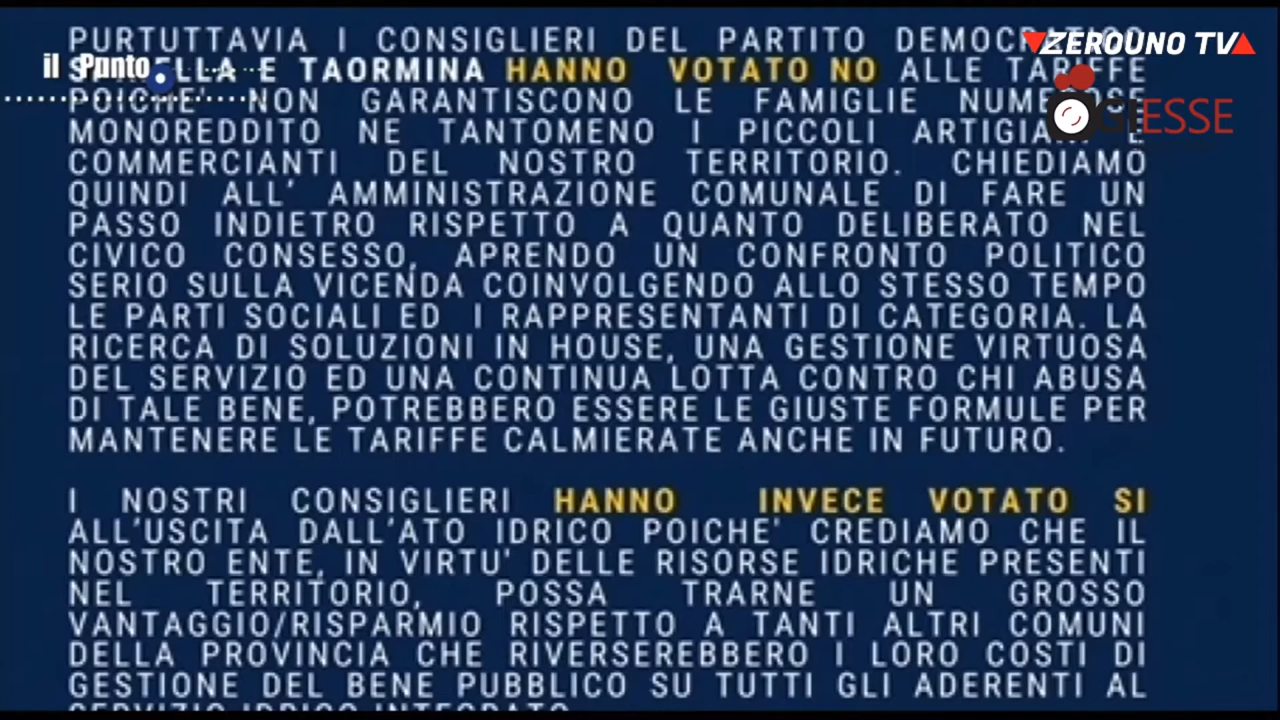 PURTUTTAVIA I CONSIGLIERI DEL PARTITO
ZEROUNO TV
il Punto
E TAORMINA HANNO VOTATO NO ALLE TARIFFE
POICHE' NON GARANTISCONO LE FAMIGLIE NUMEROSE
GIESSE
MONOREDDITO NE TANTOMENO I PICCOLI E
COMMERCIANTI DEL NOSTRO TERRITORIO. CHIEDIAMO
QUINDI ALL' AMMINISTRAZIONE COMUNALE DI FARE UN
PASSO INDIETRO RISPETTO A QUANTO DELIBERATO NEL
CIVICO CONSESSO, APRENDO UN CONFRONTO POLITICO
SERIO SULLA VICENDA COINVOLGENDO ALLO STESSO TEMPO
LE PARTI SOCIALI ED I RAPPRESENTANTI DI CATEGORIA. LA
RICERCA DI SOLUZIONI IN HOUSE, UNA GESTIONE VIRTUOSA
DEL SERVIZIO ED UNA CONTINUA LOTTA CONTRO CHI ABUSA
DI TALE BENE, POTREBBERO ESSERE LE GIUSTE FORMULE PER
MANTENERE LE TARIFFE CALMIERATE ANCHE IN FUTURO.
I NOSTRI CONSIGLIERI HANNO INVECE VOTATO SI
ALL'USCITA DALL'ATO IDRICO POICHE' CREDIAMO CHE IL
NOSTRO ENTE, IN VIRTU' DELLE RISORSE IDRICHE PRESENTI
NEL TERRITORIO, POSSA TRARNE UN GROSSO
VANTAGGIO/RISPARMIO RISPETTO A TANTI ALTRI COMUNI
DELLA PROVINCIA CHE RIVERSEREBBERO I LORO COSTI DI
GESTIONE DEL BENE PUBBLICO SU TUTTI GLI ADERENTI AL
SERVIZIO IDRICO INTEGRATO